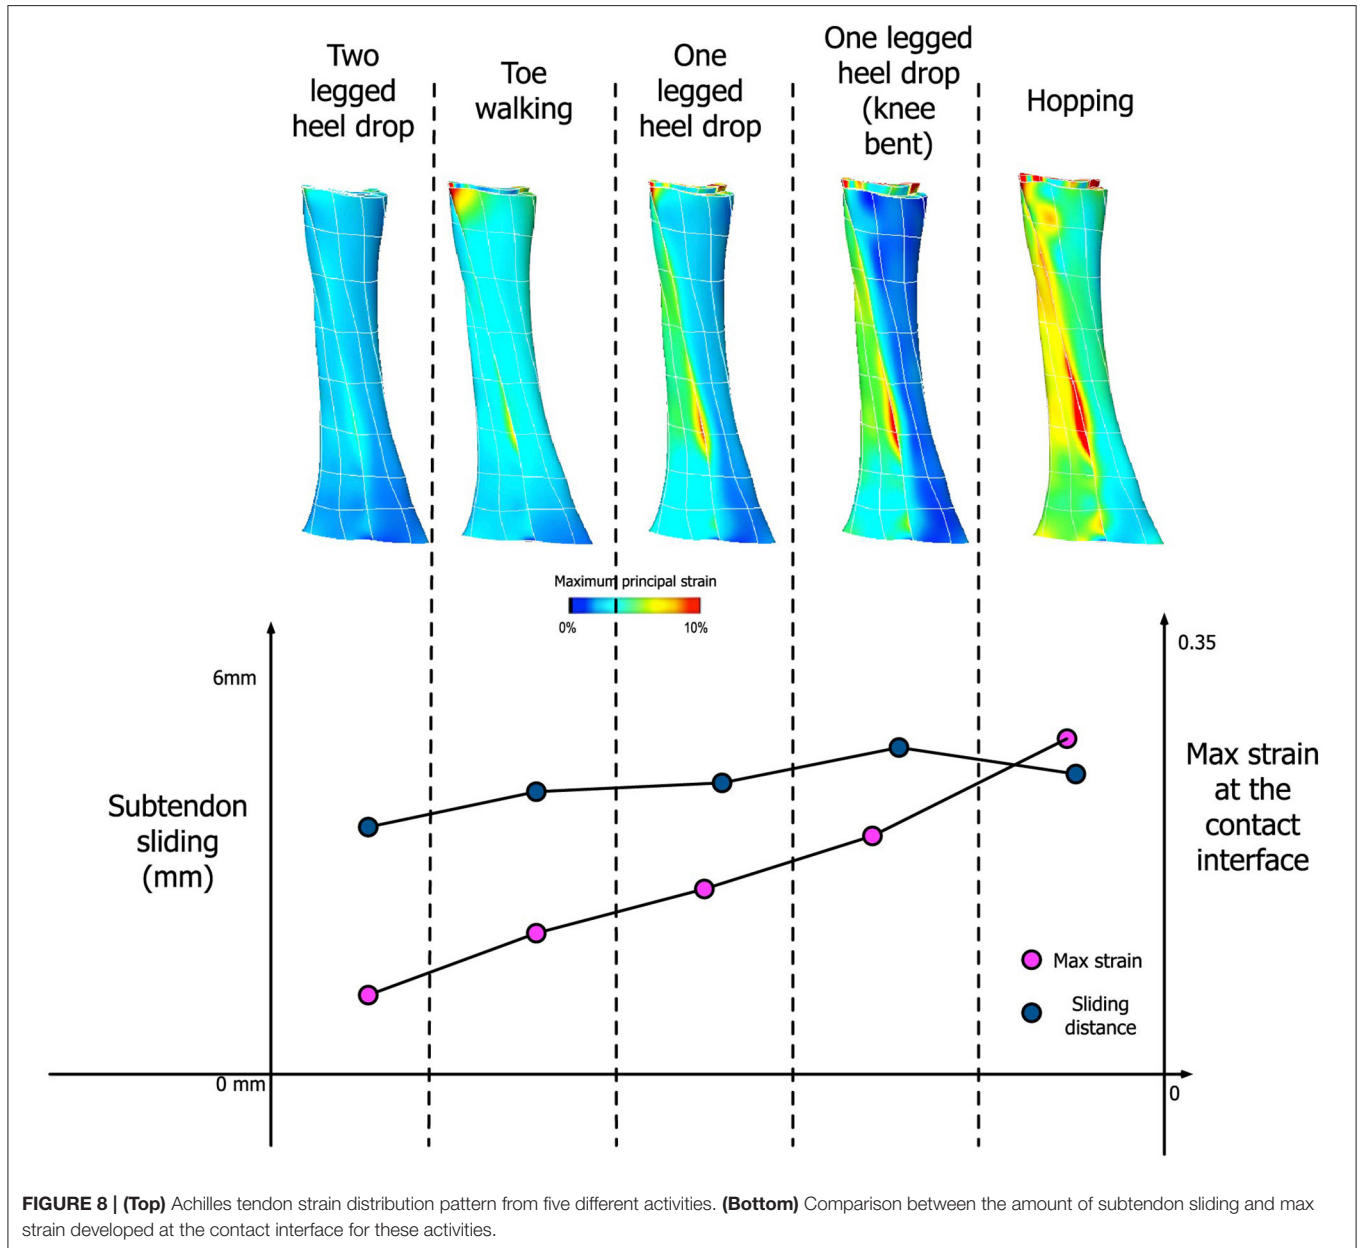 Two
legged
heel drop
Toe
walking
One
legged
heel drop
One legged
heel drop
(knee
bent)
Hopping
Maximum principal strain
0%
10%
6mm
0.35
Subtendon
sliding
(mm)
Max strain
at the
contact
interface
Max strain
Sliding
distance
0 mm
0
FIGURE 8 | (Top) Achilles tendon strain distribution pattern from five different activities. (Bottom) Comparison between the amount of subtendon sliding and max
strain developed at the contact interface for these activities.